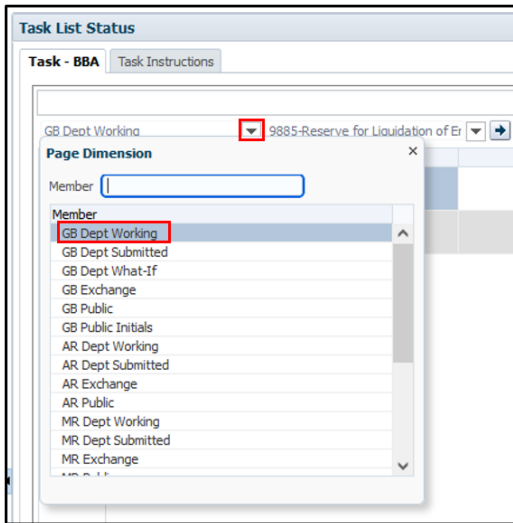 Task List Status
Task - BBA Task Instructions
GB Dept Working 9885-Reserve for Liquidation of Er
Page Dimension ×
Member
Member
GB Dept Working
GB Dept Submitted
GB Dept What-If
GB Exchange
GB Public
GB Public Initials
AR Dept Working
AR Dept Submitted
AR Exchange
AR Public
MR Dept Working
MR Dept Submitted
MR Exchange